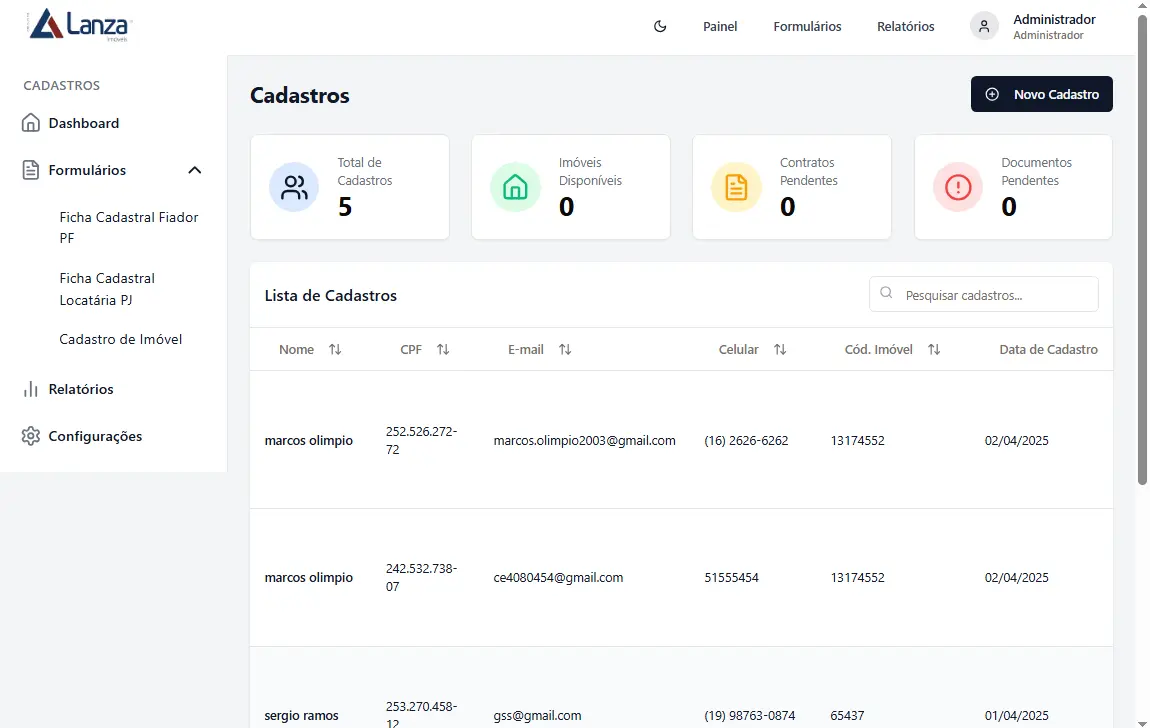 Lanza
Imóveis
Painel
Formulários
Relatórios
Administrador
Administrador
CADASTROS
Dashboard
Formulários
Ficha Cadastral Fiador
PF
Ficha Cadastral
Locatária PJ
Cadastro de Imóvel
Relatórios
Configurações
Cadastros
Novo Cadastro
Total de
Cadastros
5
Imóveis
Disponíveis
0
Contratos
Pendentes
0
Documentos
Pendentes
0
Lista de Cadastros
Pesquisar cadastros...
Nome CPF E-mail Celular Cód. Imóvel Data de Cadastro
marcos olimpio 252.526.272-
72 marcos.olimpio2003@gmail.com (16) 2626-6262 13174552 02/04/2025
marcos olimpio 242.532.738-
07 ce4080454@gmail.com 51555454 13174552 02/04/2025
sergio ramos 253.270.458-
12 gss@gmail.com (19) 98763-0874 65437 01/04/2025